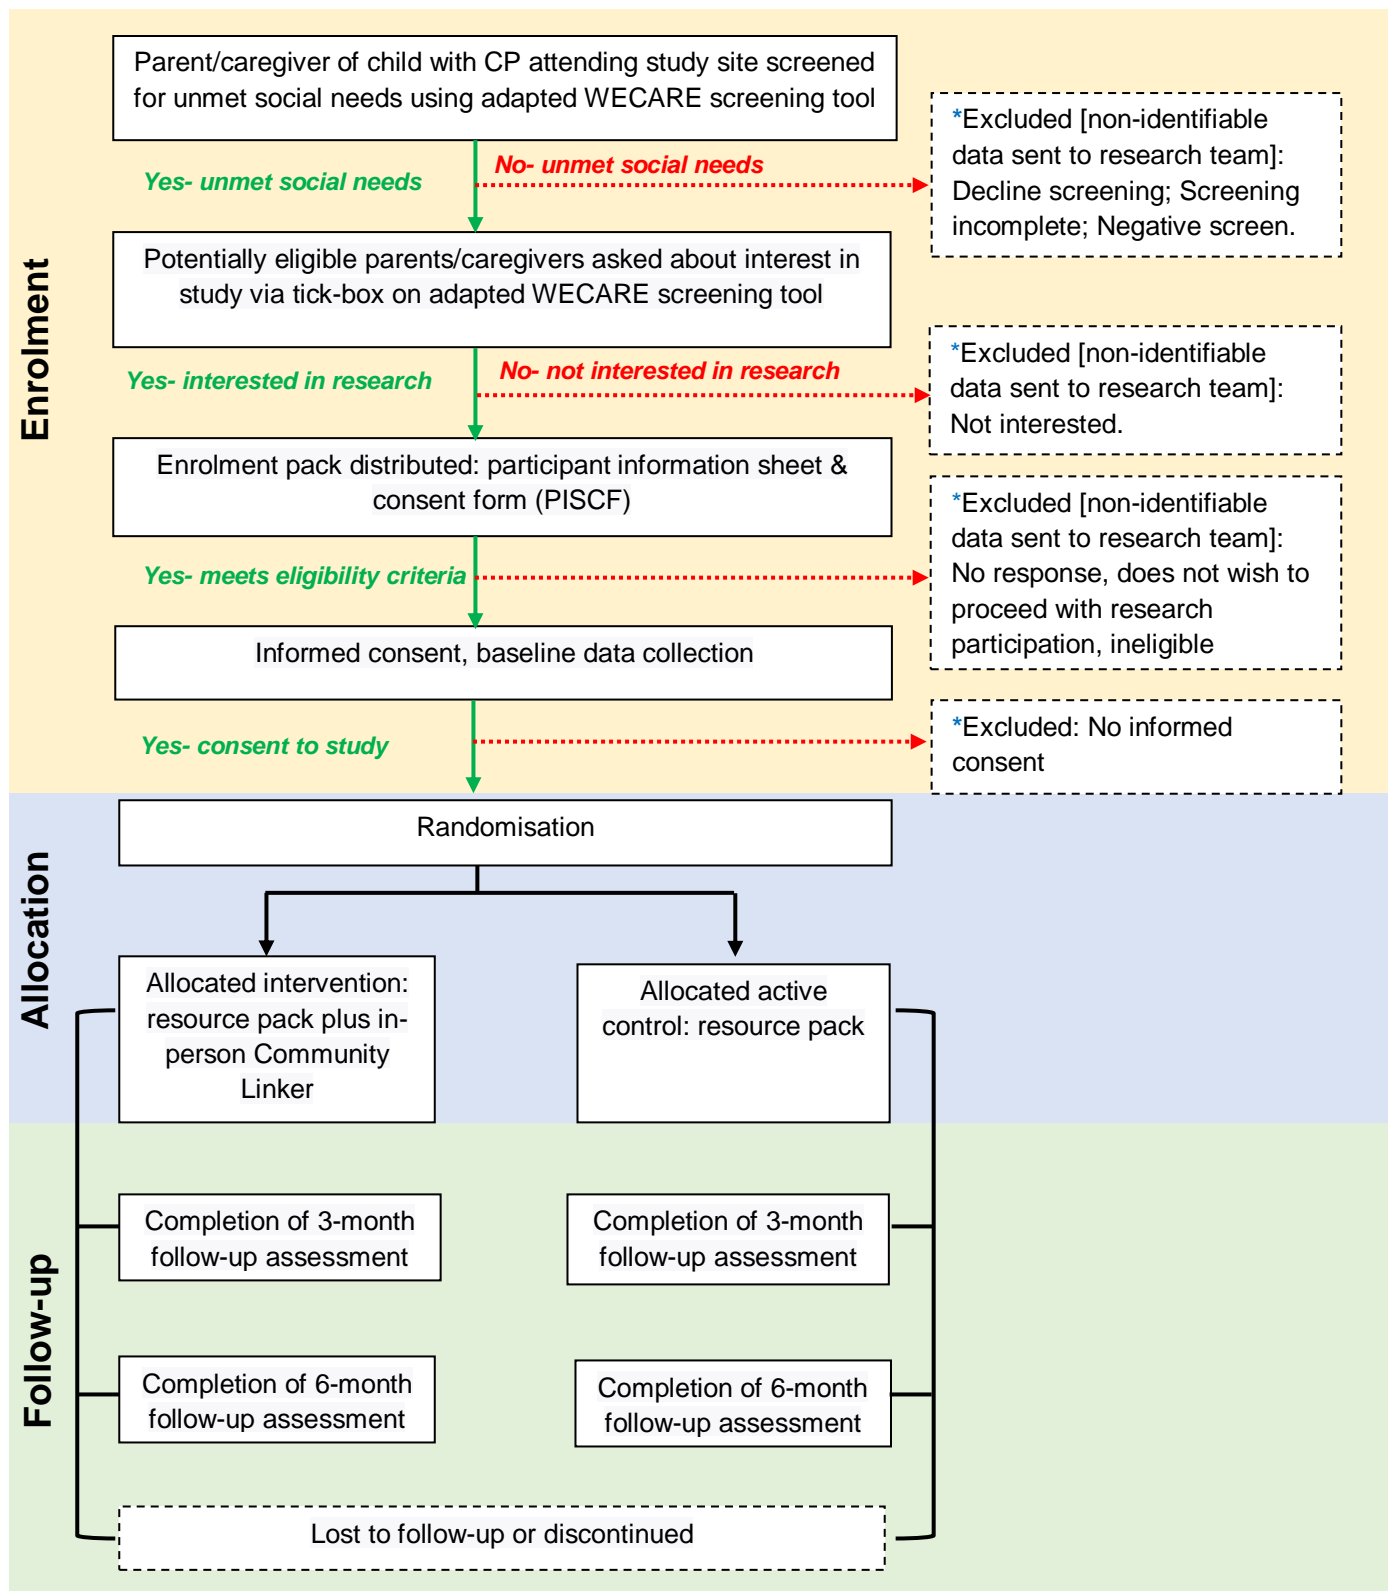 Enrolment
Parent/caregiver of child with CP attending study site screened
for unmet social needs using adapted WECARE screening tool
Yes- unmet social needs
No- unmet social needs
*Excluded [non-identifiable
data sent to research team]:
Decline screening; Screening
incomplete; Negative screen.
Potentially eligible parents/caregivers asked about interest in
study via tick-box on adapted WECARE screening tool
Yes- interested in research
No- not interested in research
*Excluded [non-identifiable
data sent to research team]:
Not interested.
Enrolment pack distributed: participant information sheet &
consent form (PISCF)
Yes- meets eligibility criteria
*Excluded [non-identifiable
data sent to research team]:
No response, does not wish to
proceed with research
participation, ineligible
Informed consent, baseline data collection
Yes- consent to study
*Excluded: No informed
consent
Allocation
Randomisation
Allocated intervention:
resource pack plus in-
person Community
Linker
Allocated active
control: resource pack
Follow-up
Completion of 3-month
follow-up assessment
Completion of 3-month
follow-up assessment
Completion of 6-month
follow-up assessment
Completion of 6-month
follow-up assessment
Lost to follow-up or discontinued